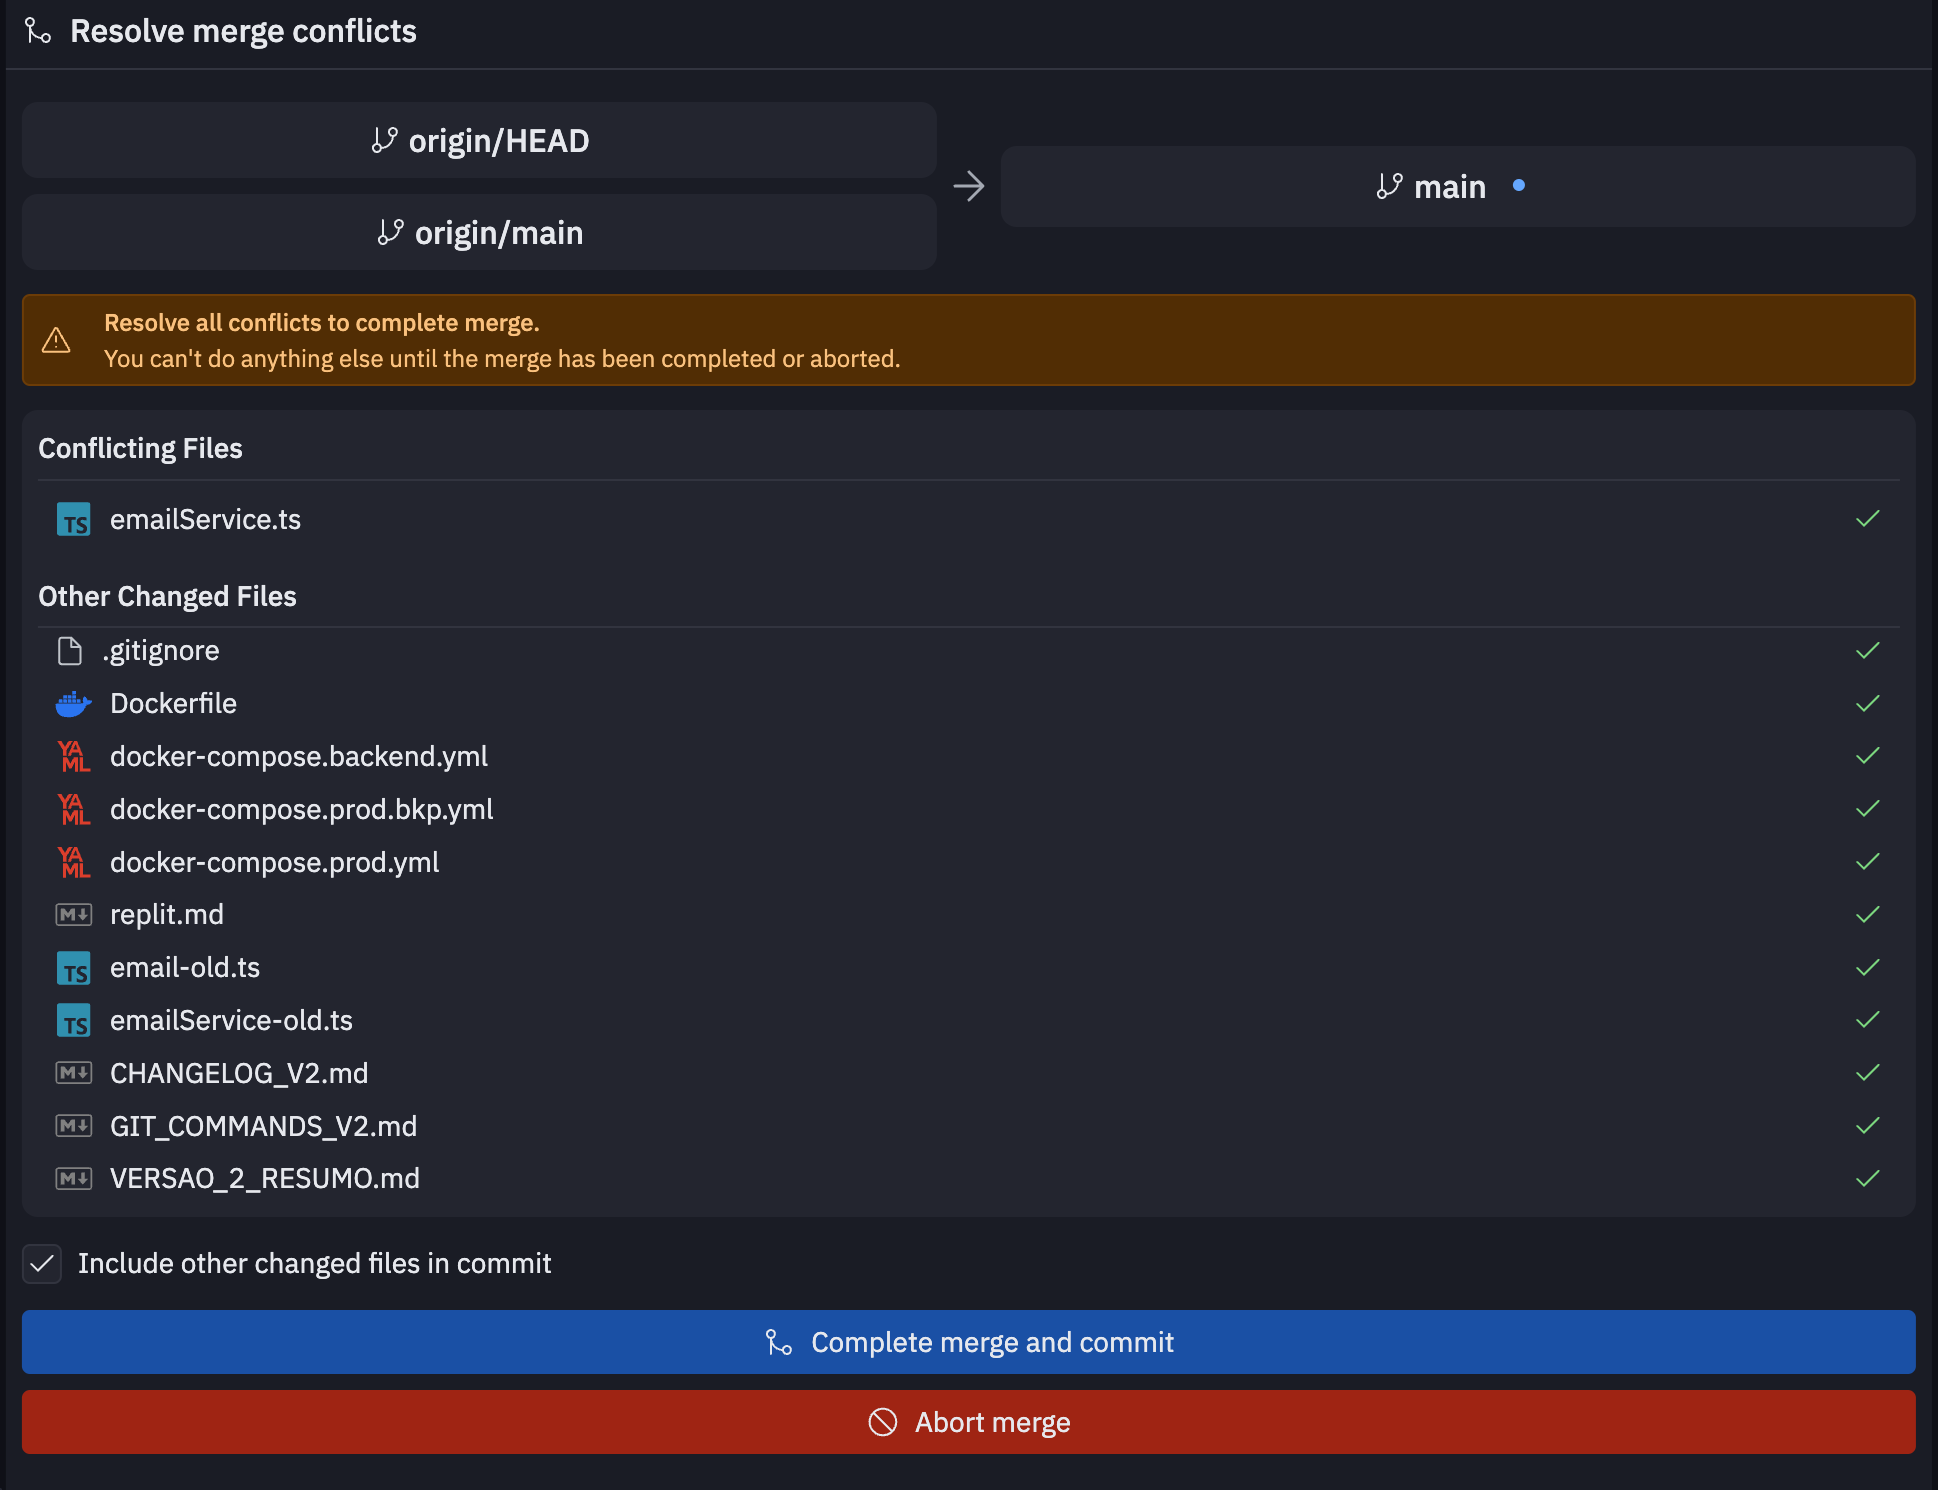 Resolve merge conflicts
origin/HEAD
origin/main
main
Resolve all conflicts to complete merge.
You can't do anything else until the merge has been completed or aborted.
Conflicting Files
TS emailService.ts
Other Changed Files
.gitignore
Dockerfile
YAML docker-compose.backend.yml
YAML docker-compose.prod.bkp.yml
YAML docker-compose.prod.yml
M↓ replit.md
TS email-old.ts
TS emailService-old.ts
M↓ CHANGELOG_V2.md
M↓ GIT_COMMANDS_V2.md
M↓ VERSAO_2_RESUMO.md
Include other changed files in commit
Complete merge and commit
Abort merge